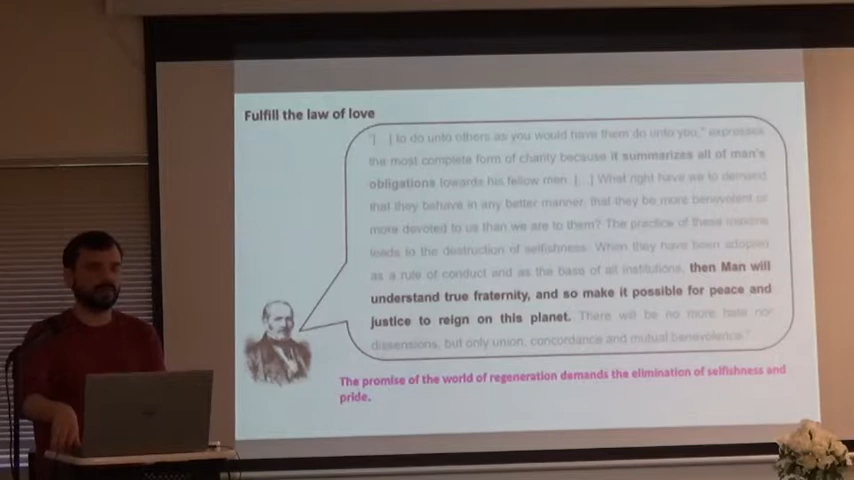 Fulfill the law of love
"[...] to do unto others as you would have them do unto you," expresses
the most complete form of charity because it summarizes all of man's
obligations towards his fellow men. [...] What right have we to demand
that they behave in any better manner, that they be more benevolent or
more devoted to us than we are to them? The practice of these maxims
leads to the destruction of selfishness. When they have been adopted
as a rule of conduct and as the base of all institutions, then Man will
understand true fraternity, and so make it possible for peace and
justice to reign on this planet. There will be no more hate nor
dissensions, but only union, concordance and mutual benevolence."
The promise of the world of regeneration demands the elimination of selfishness and
pride.